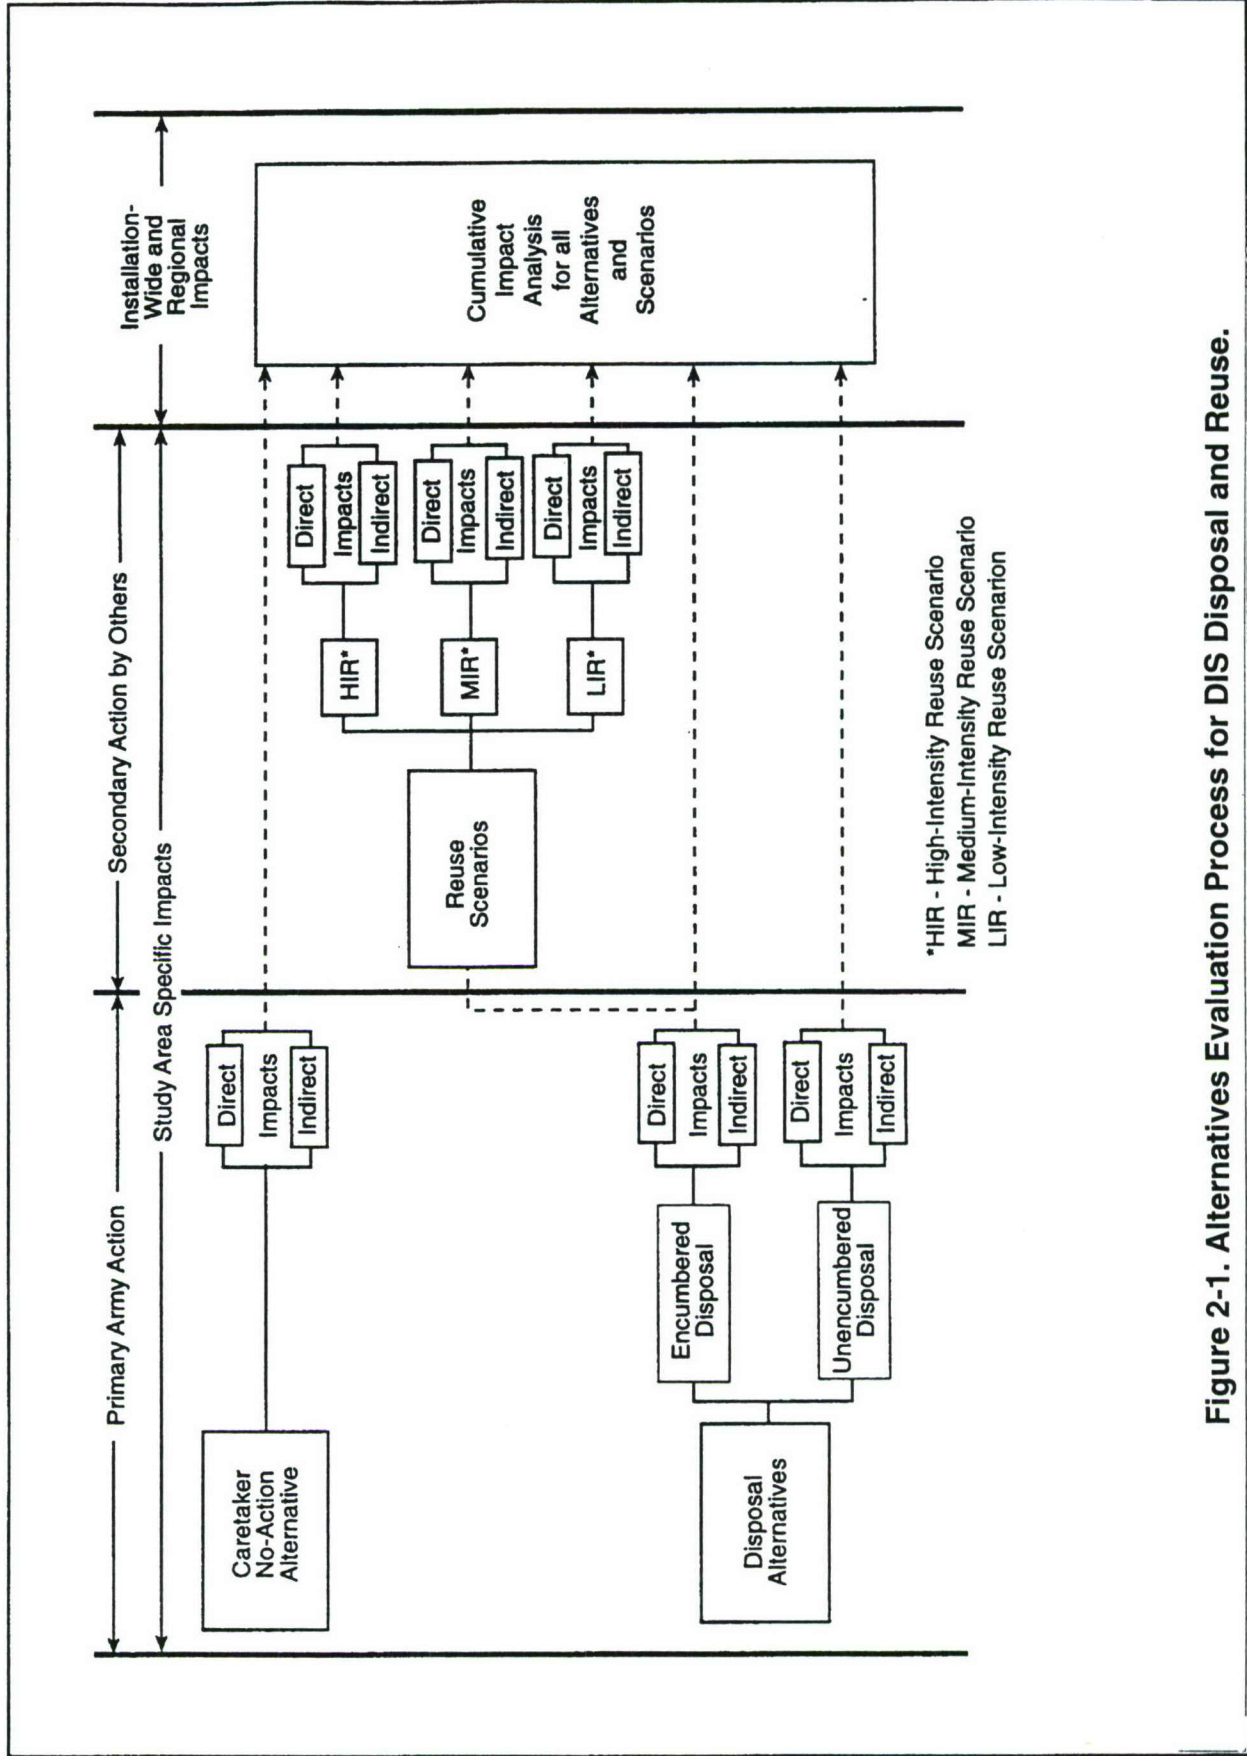 Primary Army Action
Secondary Action by Others
Installation-
Wide and
Regional
Impacts
Study Area Specific Impacts
Caretaker
No-Action
Alternative
Direct
Impacts
Indirect
Disposal
Alternatives
Encumbered
Disposal
Direct
Impacts
Indirect
Unencumbered
Disposal
Direct
Impacts
Indirect
Reuse
Scenarios
HIR*
Direct
Impacts
Indirect
MIR*
Direct
Impacts
Indirect
LIR*
Direct
Impacts
Indirect
Cumulative
Impact
Analysis
for all
Alternatives
and
Scenarios
*HIR - High-Intensity Reuse Scenario
MIR - Medium-Intensity Reuse Scenario
LIR - Low-Intensity Reuse Scenarion
Figure 2-1. Alternatives Evaluation Process for DIS Disposal and Reuse.